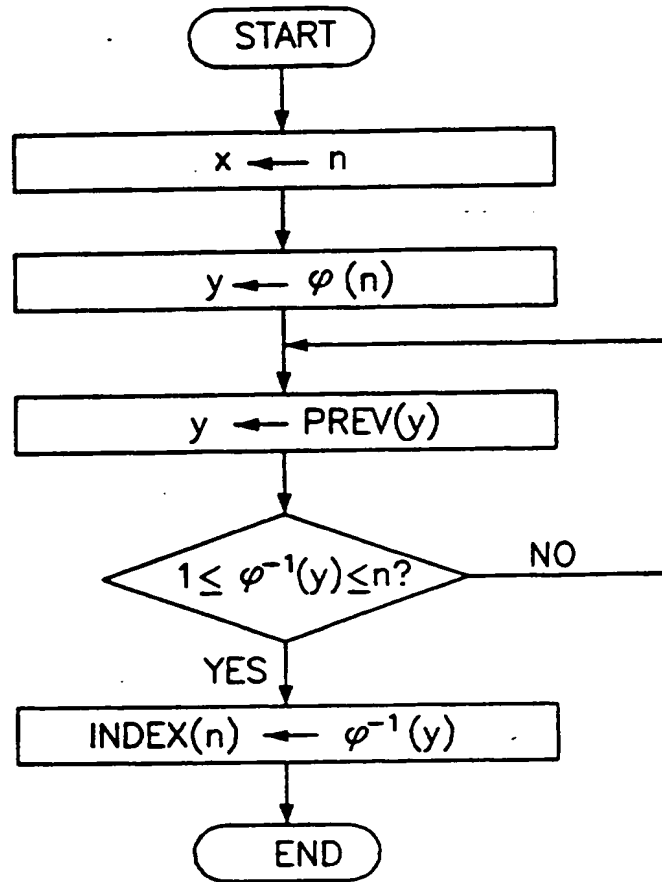 START
x ← n
y ← φ(n)
y ← PREV(y)
1 ≤ φ⁻¹(y) ≤ n?
NO
YES
INDEX(n) ← φ⁻¹(y)
END